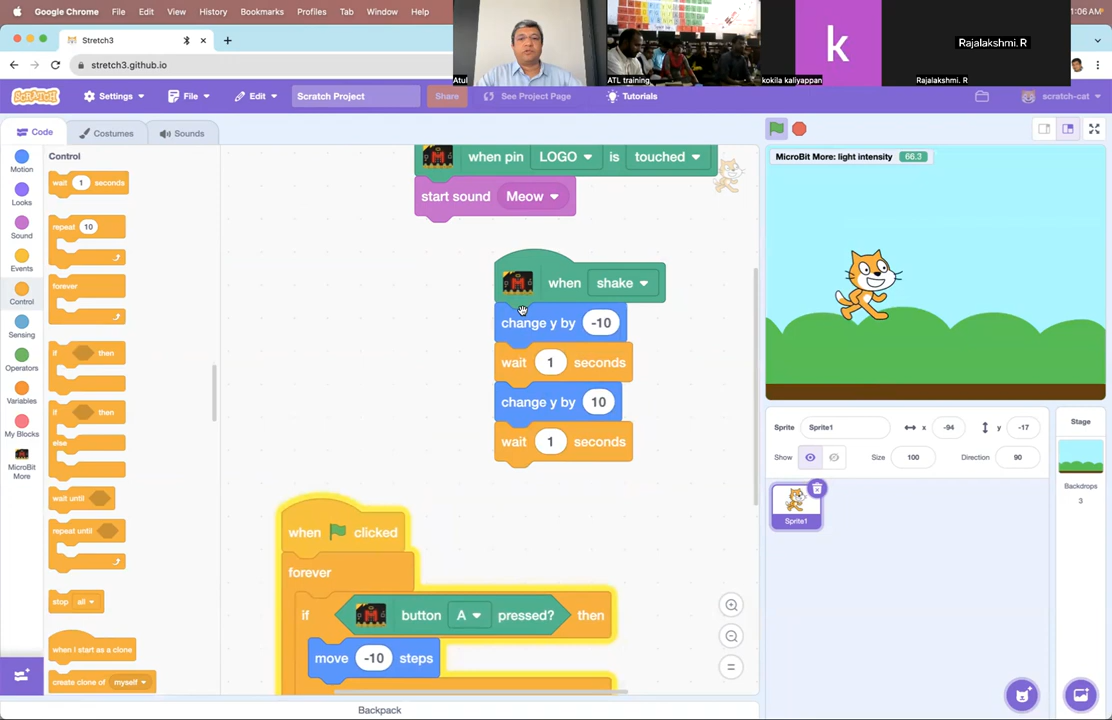 Google Chrome File Edit View History Bookmarks Profiles Tab Window Help
1:06 AM
Stretch3
stretch3.github.io
Atul
ATL training
k
kokila kaliyappan
Rajalakshmi. R
Rajalakshmi. R
SCRATCH Settings File Edit Scratch Project Share See Project Page Tutorials scratch-cat
Code Costumes Sounds
Motion
Looks
Sound
Events
Control
Sensing
Operators
Variables
My Blocks
MicroBit
More
Control
wait 1 seconds
repeat 10
forever
if then
if then
else
wait until
repeat until
stop all
when I start as a clone
create clone of myself
when pin LOGO is touched
start sound Meow
when shake
change y by -10
wait 1 seconds
change y by 10
wait 1 seconds
when clicked
forever
if button A pressed? then
move -10 steps
MicroBit More: light intensity 66.3
Sprite Sprite1 x -94 y -17
Show Size 100 Direction 90
Sprite1
Stage
Backdrops
3
Backpack